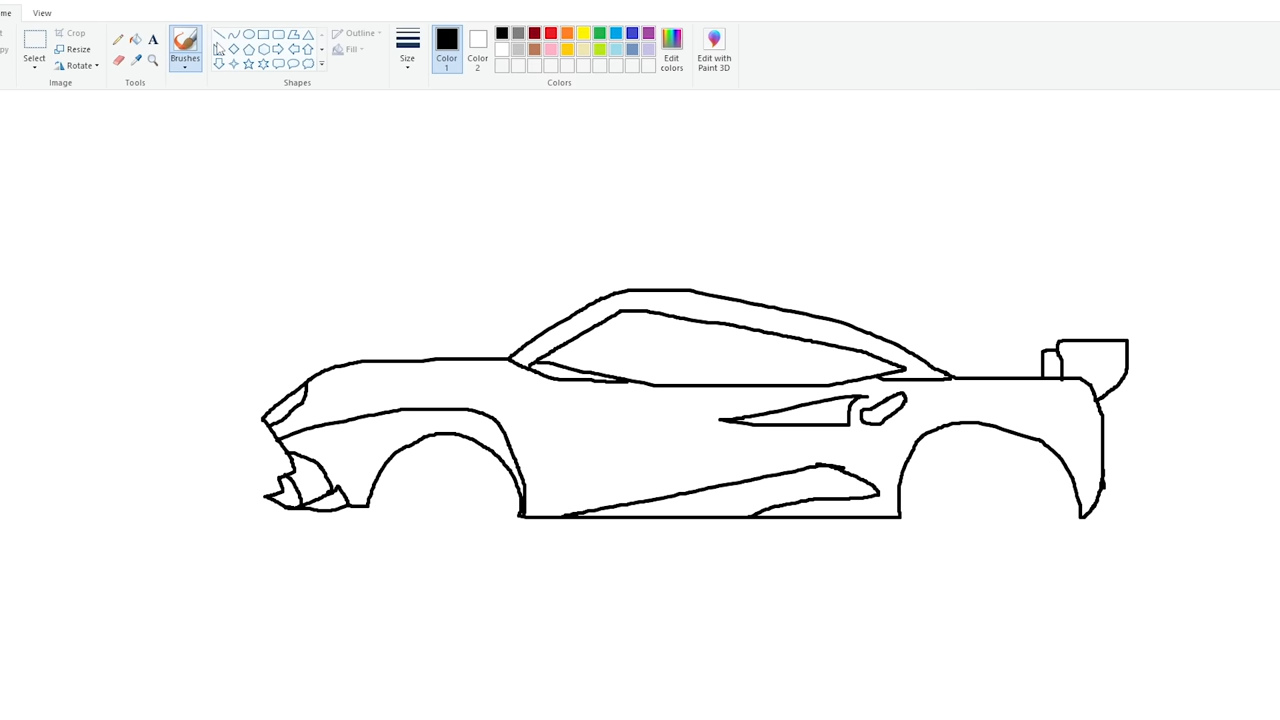 me View
Crop
Resize
Rotate
Select
Image
A
Tools
Brushes
Outline
Fill
Shapes
Size
Color 1
Color 2
Edit colors
Edit with Paint 3D
Colors